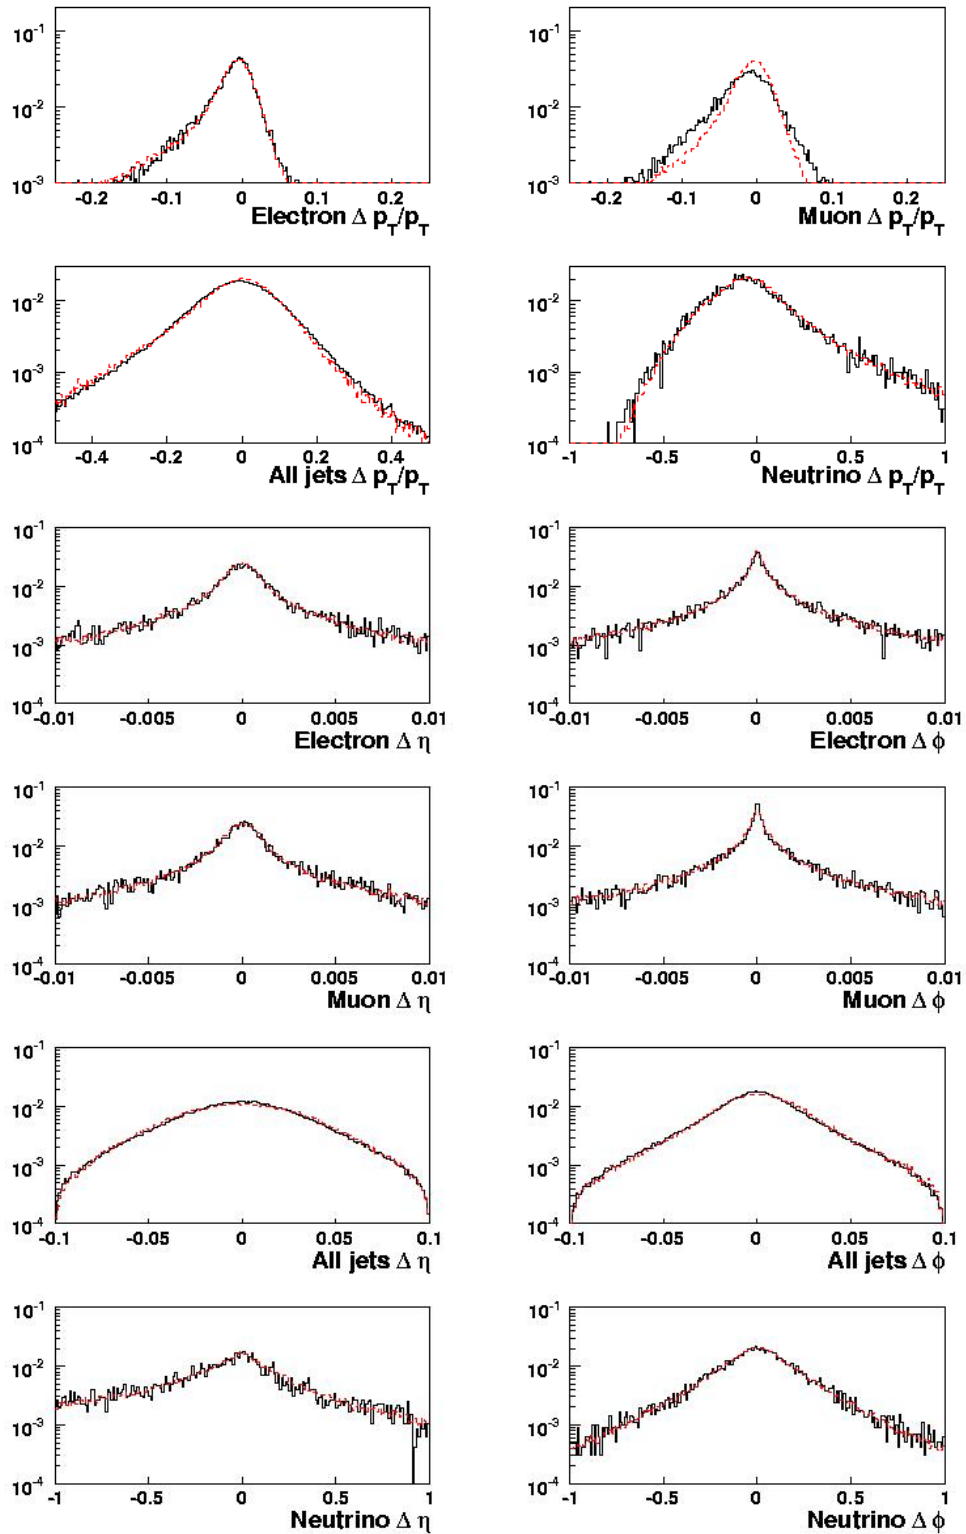 10⁻¹ 10⁻¹
10⁻² 10⁻²
10⁻³ 10⁻³
-0.2 -0.1 0 0.1 0.2 -0.2 -0.1 0 0.1 0.2
Electron Δ p_T/p_T Muon Δ p_T/p_T
10⁻² 10⁻²
10⁻³ 10⁻³
10⁻⁴ 10⁻⁴
-0.4 -0.2 0 0.2 0.4 -1 -0.5 0 0.5 1
All jets Δ p_T/p_T Neutrino Δ p_T/p_T
10⁻¹ 10⁻¹
10⁻² 10⁻²
10⁻³ 10⁻³
10⁻⁴ 10⁻⁴
-0.01 -0.005 0 0.005 0.01 -0.01 -0.005 0 0.005 0.01
Electron Δ η Electron Δ ϕ
10⁻¹ 10⁻¹
10⁻² 10⁻²
10⁻³ 10⁻³
10⁻⁴ 10⁻⁴
-0.01 -0.005 0 0.005 0.01 -0.01 -0.005 0 0.005 0.01
Muon Δ η Muon Δ ϕ
10⁻¹ 10⁻¹
10⁻² 10⁻²
10⁻³ 10⁻³
10⁻⁴ 10⁻⁴
-0.1 -0.05 0 0.05 0.1 -0.1 -0.05 0 0.05 0.1
All jets Δ η All jets Δ ϕ
10⁻¹ 10⁻¹
10⁻² 10⁻²
10⁻³ 10⁻³
10⁻⁴ 10⁻⁴
-1 -0.5 0 0.5 1 -1 -0.5 0 0.5 1
Neutrino Δ η Neutrino Δ ϕ